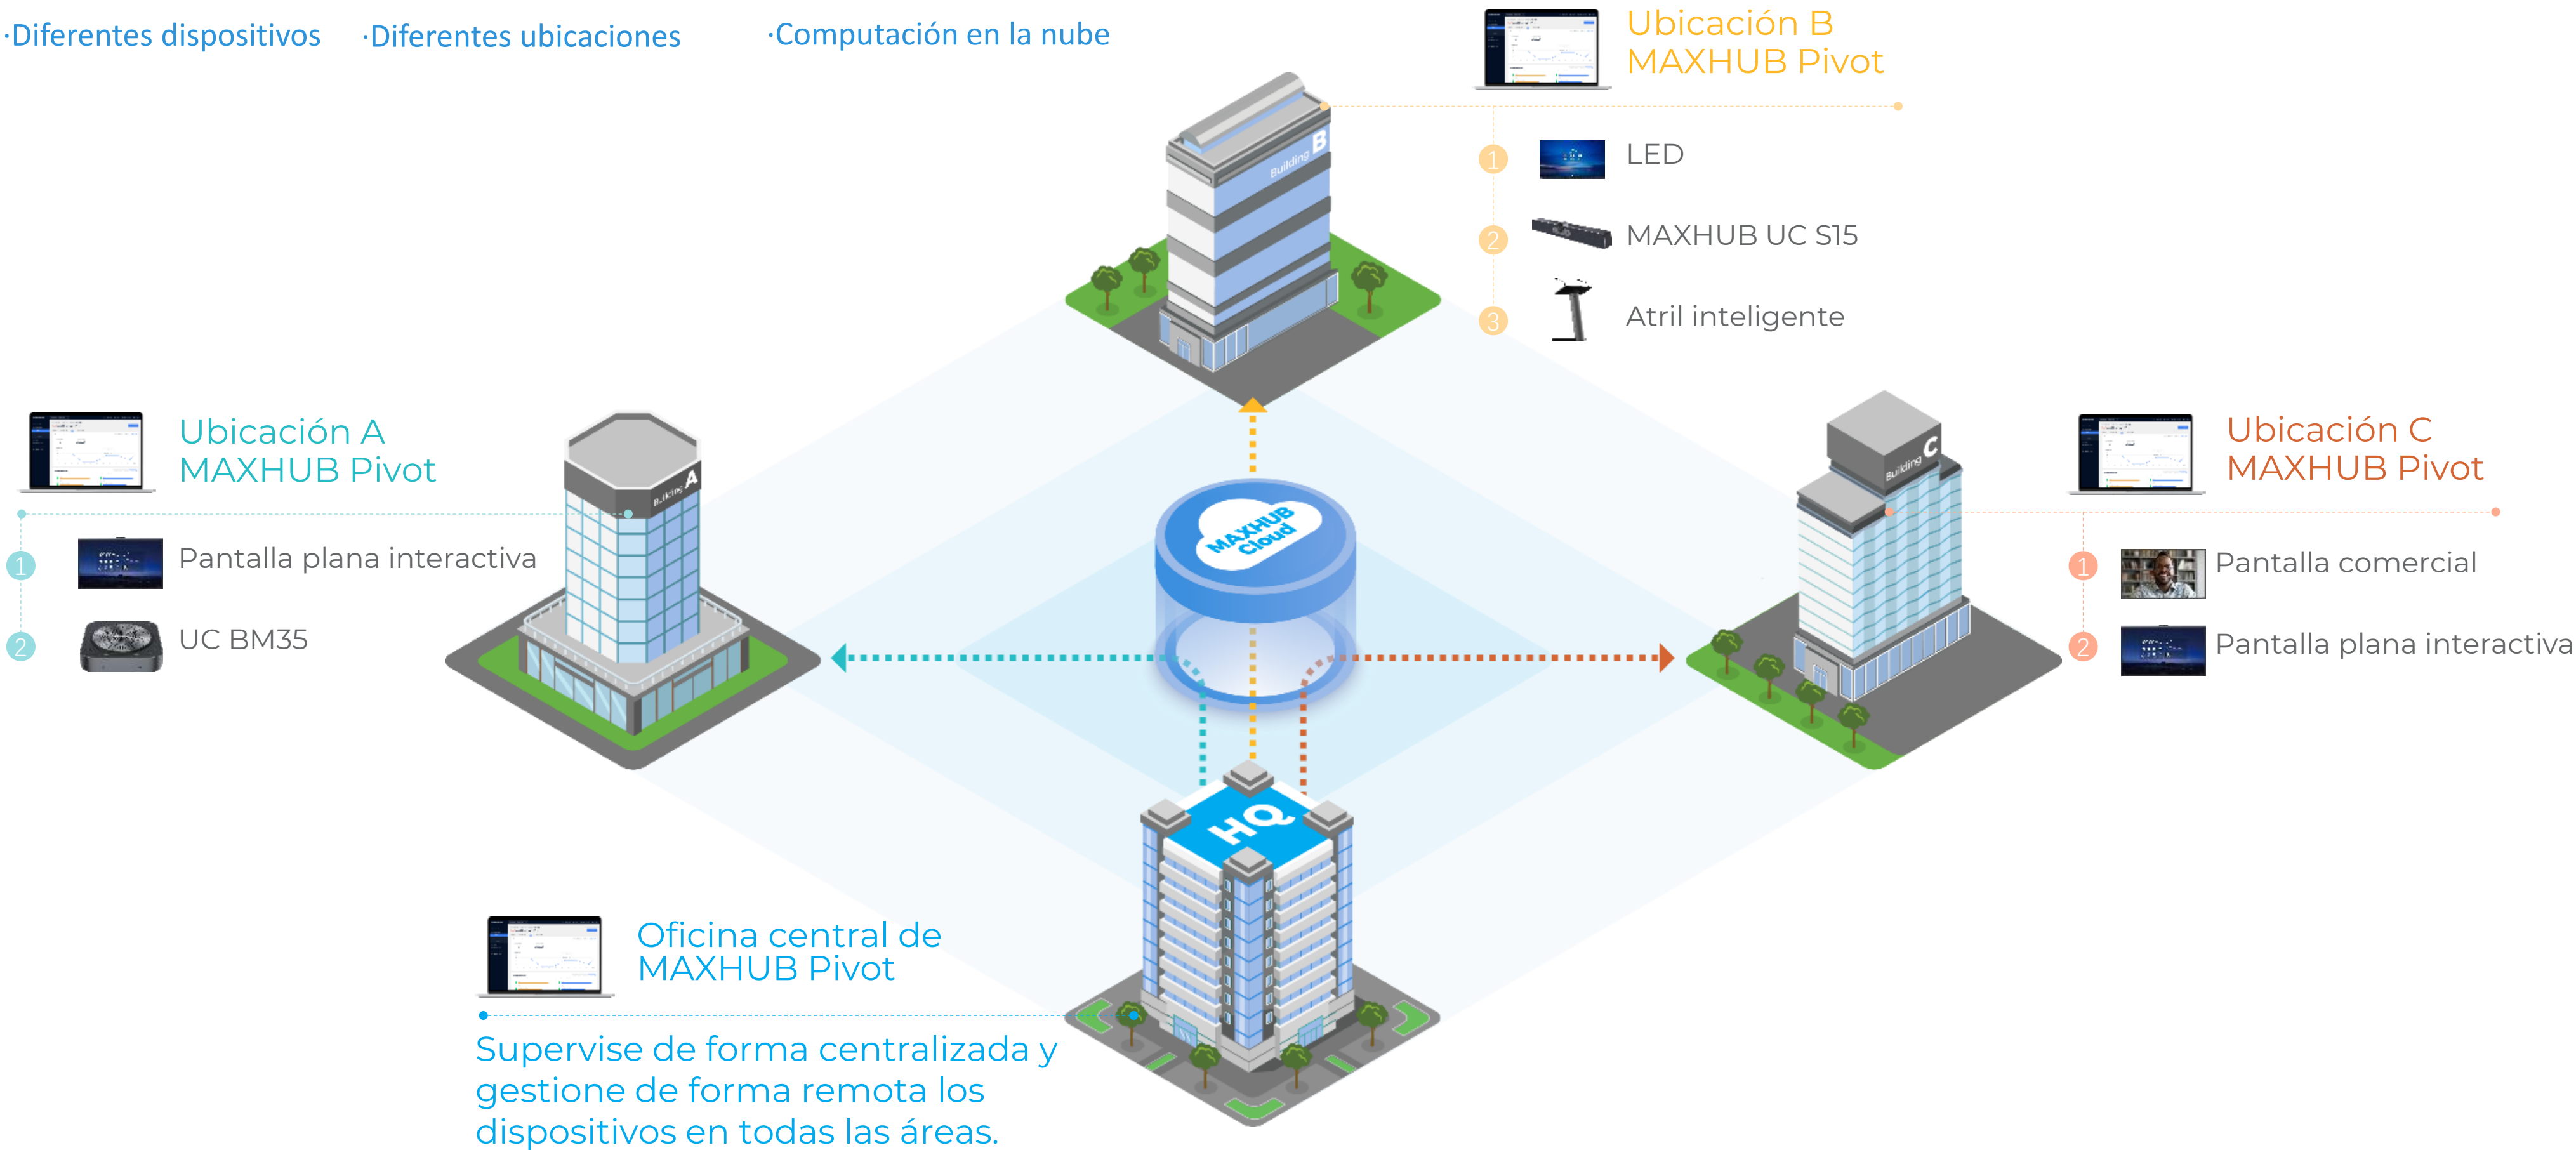 ·Diferentes dispositivos
·Diferentes ubicaciones
·Computación en la nube
Ubicación B
MAXHUB Pivot
1
LED
2
MAXHUB UC S15
3
Atril inteligente
Building B
Ubicación A
MAXHUB Pivot
1
Pantalla plana interactiva
2
UC BM35
Building A
MAXHUB
Cloud
Building C
Ubicación C
MAXHUB Pivot
1
Pantalla comercial
2
Pantalla plana interactiva
HQ
Oficina central de
MAXHUB Pivot
Supervise de forma centralizada y
gestione de forma remota los
dispositivos en todas las áreas.